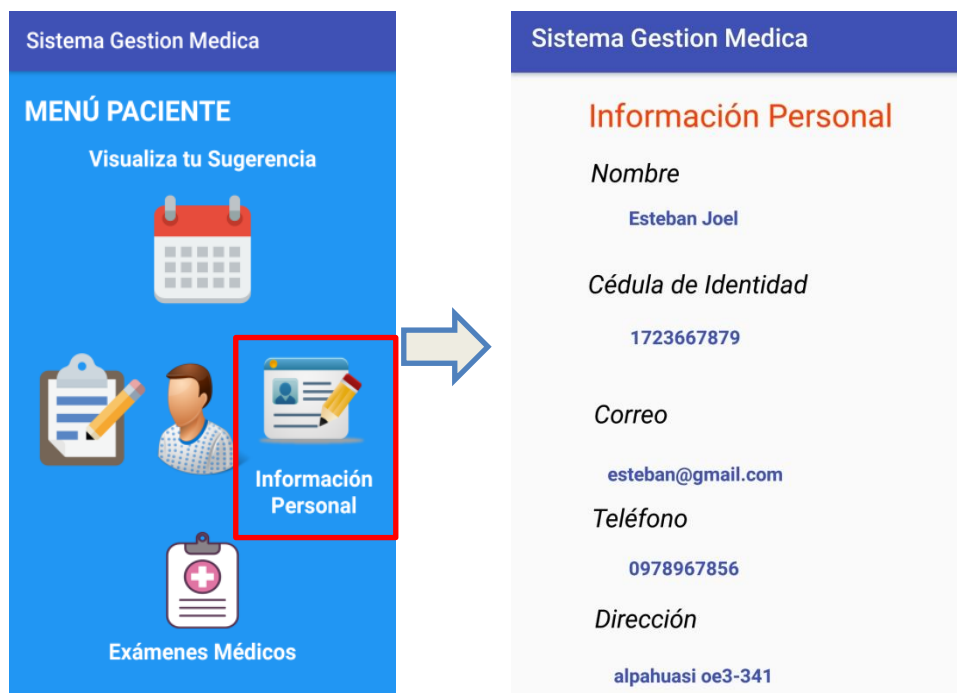 Sistema Gestion Medica
MENÚ PACIENTE
Visualiza tu Sugerencia
Información
Personal
Exámenes Médicos
Sistema Gestion Medica
Información Personal
Nombre
Esteban Joel
Cédula de Identidad
1723667879
Correo
esteban@gmail.com
Teléfono
0978967856
Dirección
alpahuasi oe3-341